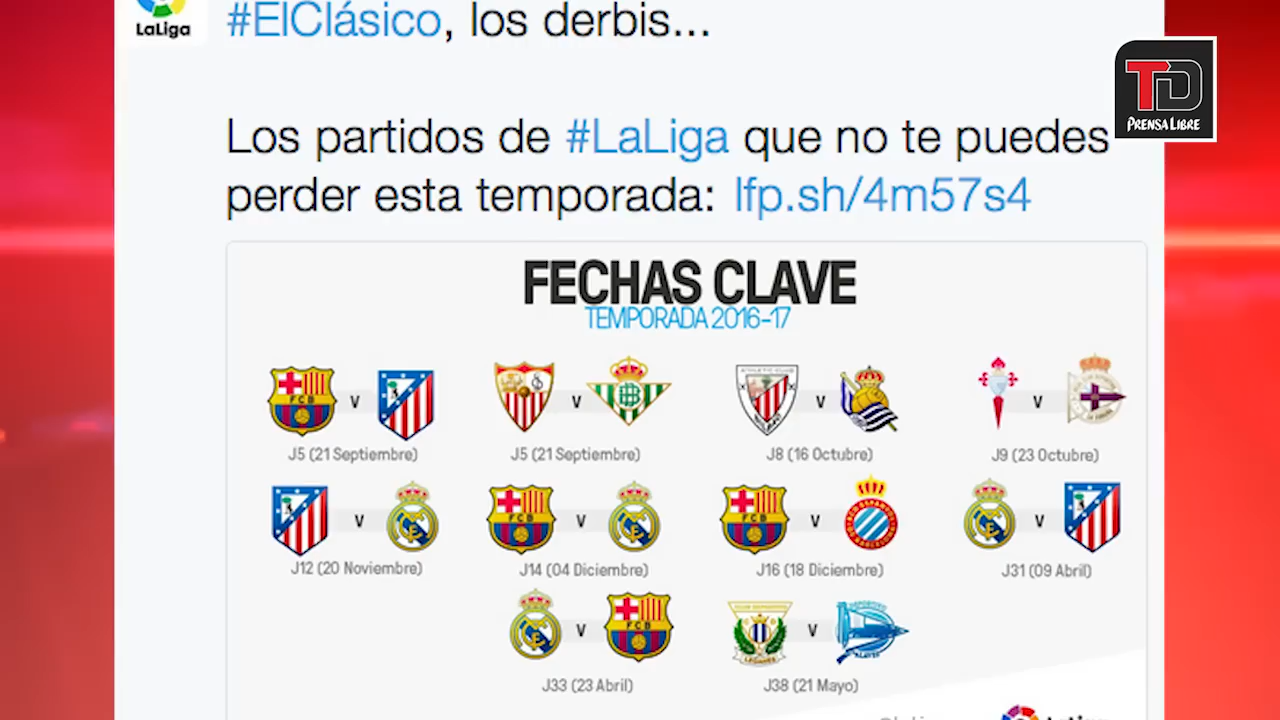 LaLiga
#ElClásico, los derbis...
TD
PRENSA LIBRE
Los partidos de #LaLiga que no te puedes
perder esta temporada: lfp.sh/4m57s4
FECHAS CLAVE
TEMPORADA 2016-17
v v v v
J5 (21 Septiembre) J5 (21 Septiembre) J8 (16 Octubre) J9 (23 Octubre)
v v v v
J12 (20 Noviembre) J14 (04 Diciembre) J16 (18 Diciembre) J31 (09 Abril)
v v
J33 (23 Abril) J38 (21 Mayo)